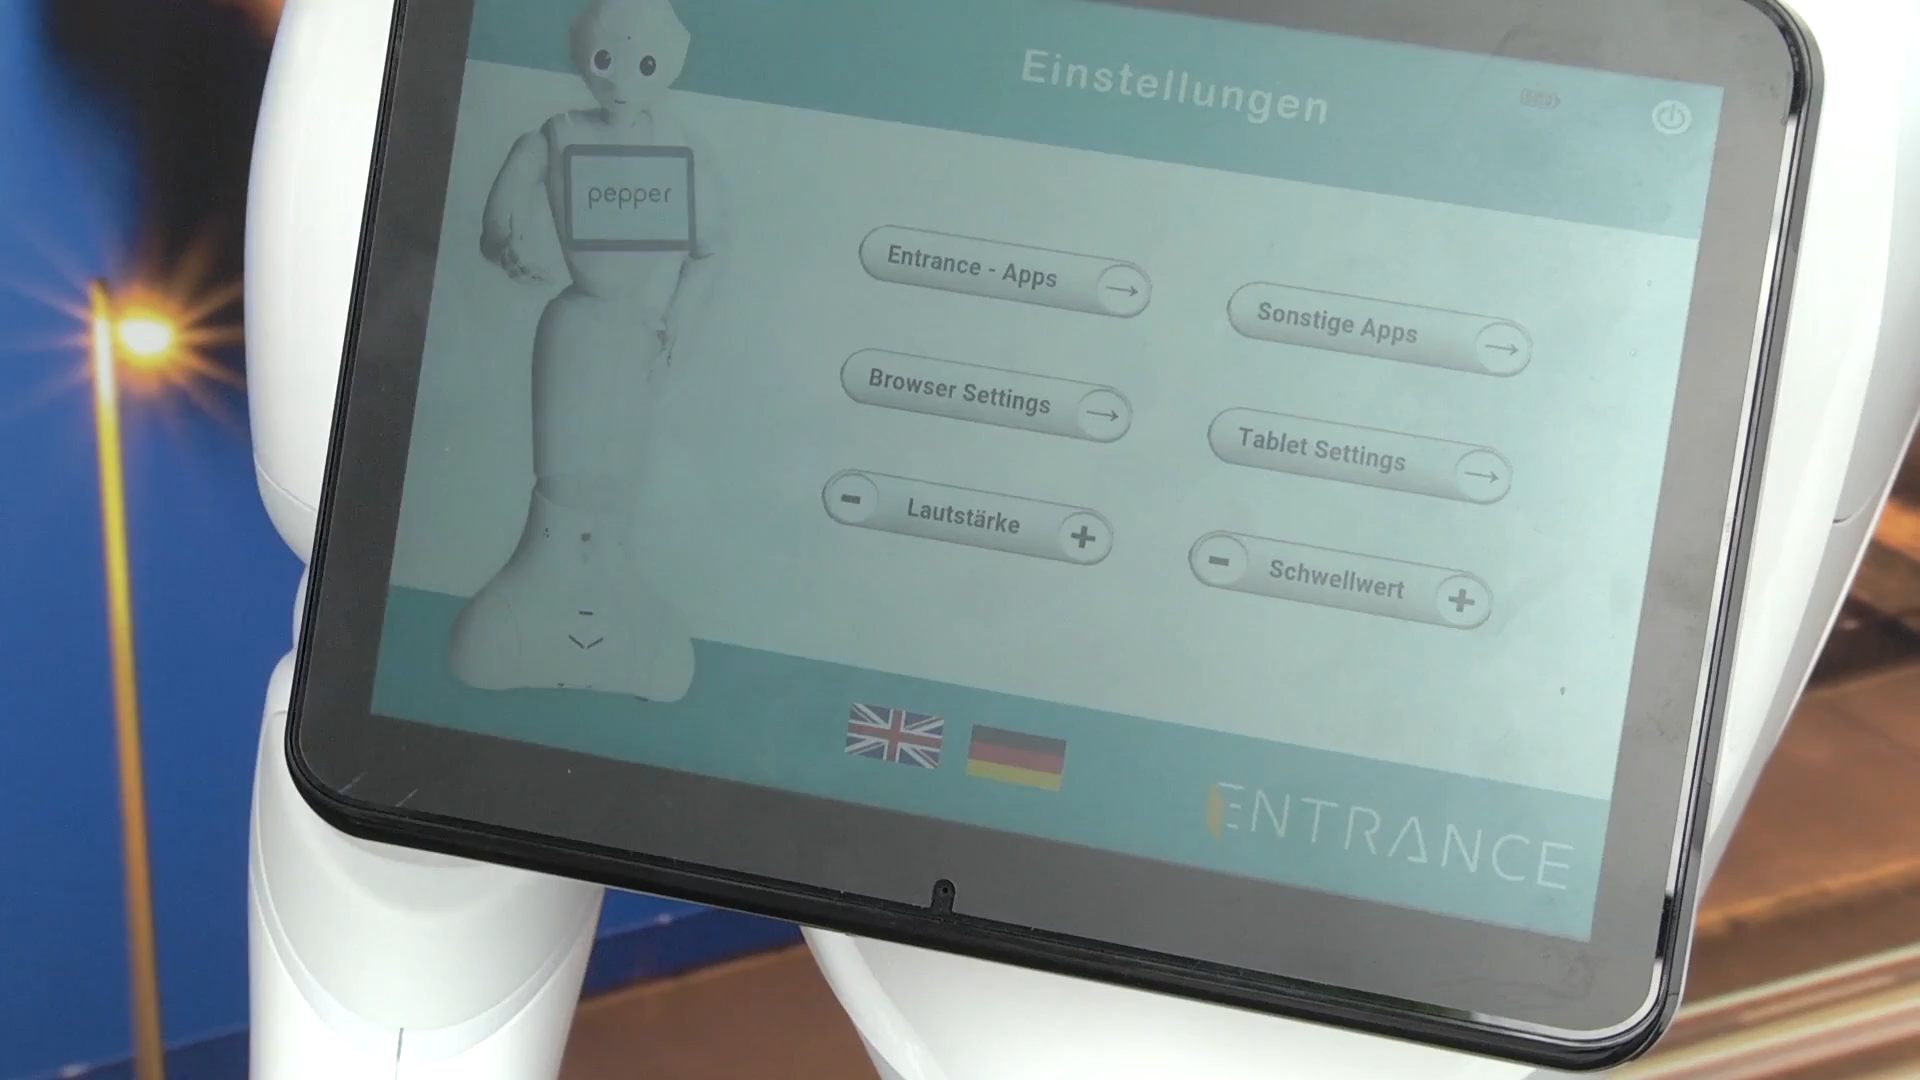 Einstellungen
pepper
Entrance - Apps
Sonstige Apps
Browser Settings
Tablet Settings
- Lautstärke +
- Schwellwert +
ENTRANCE